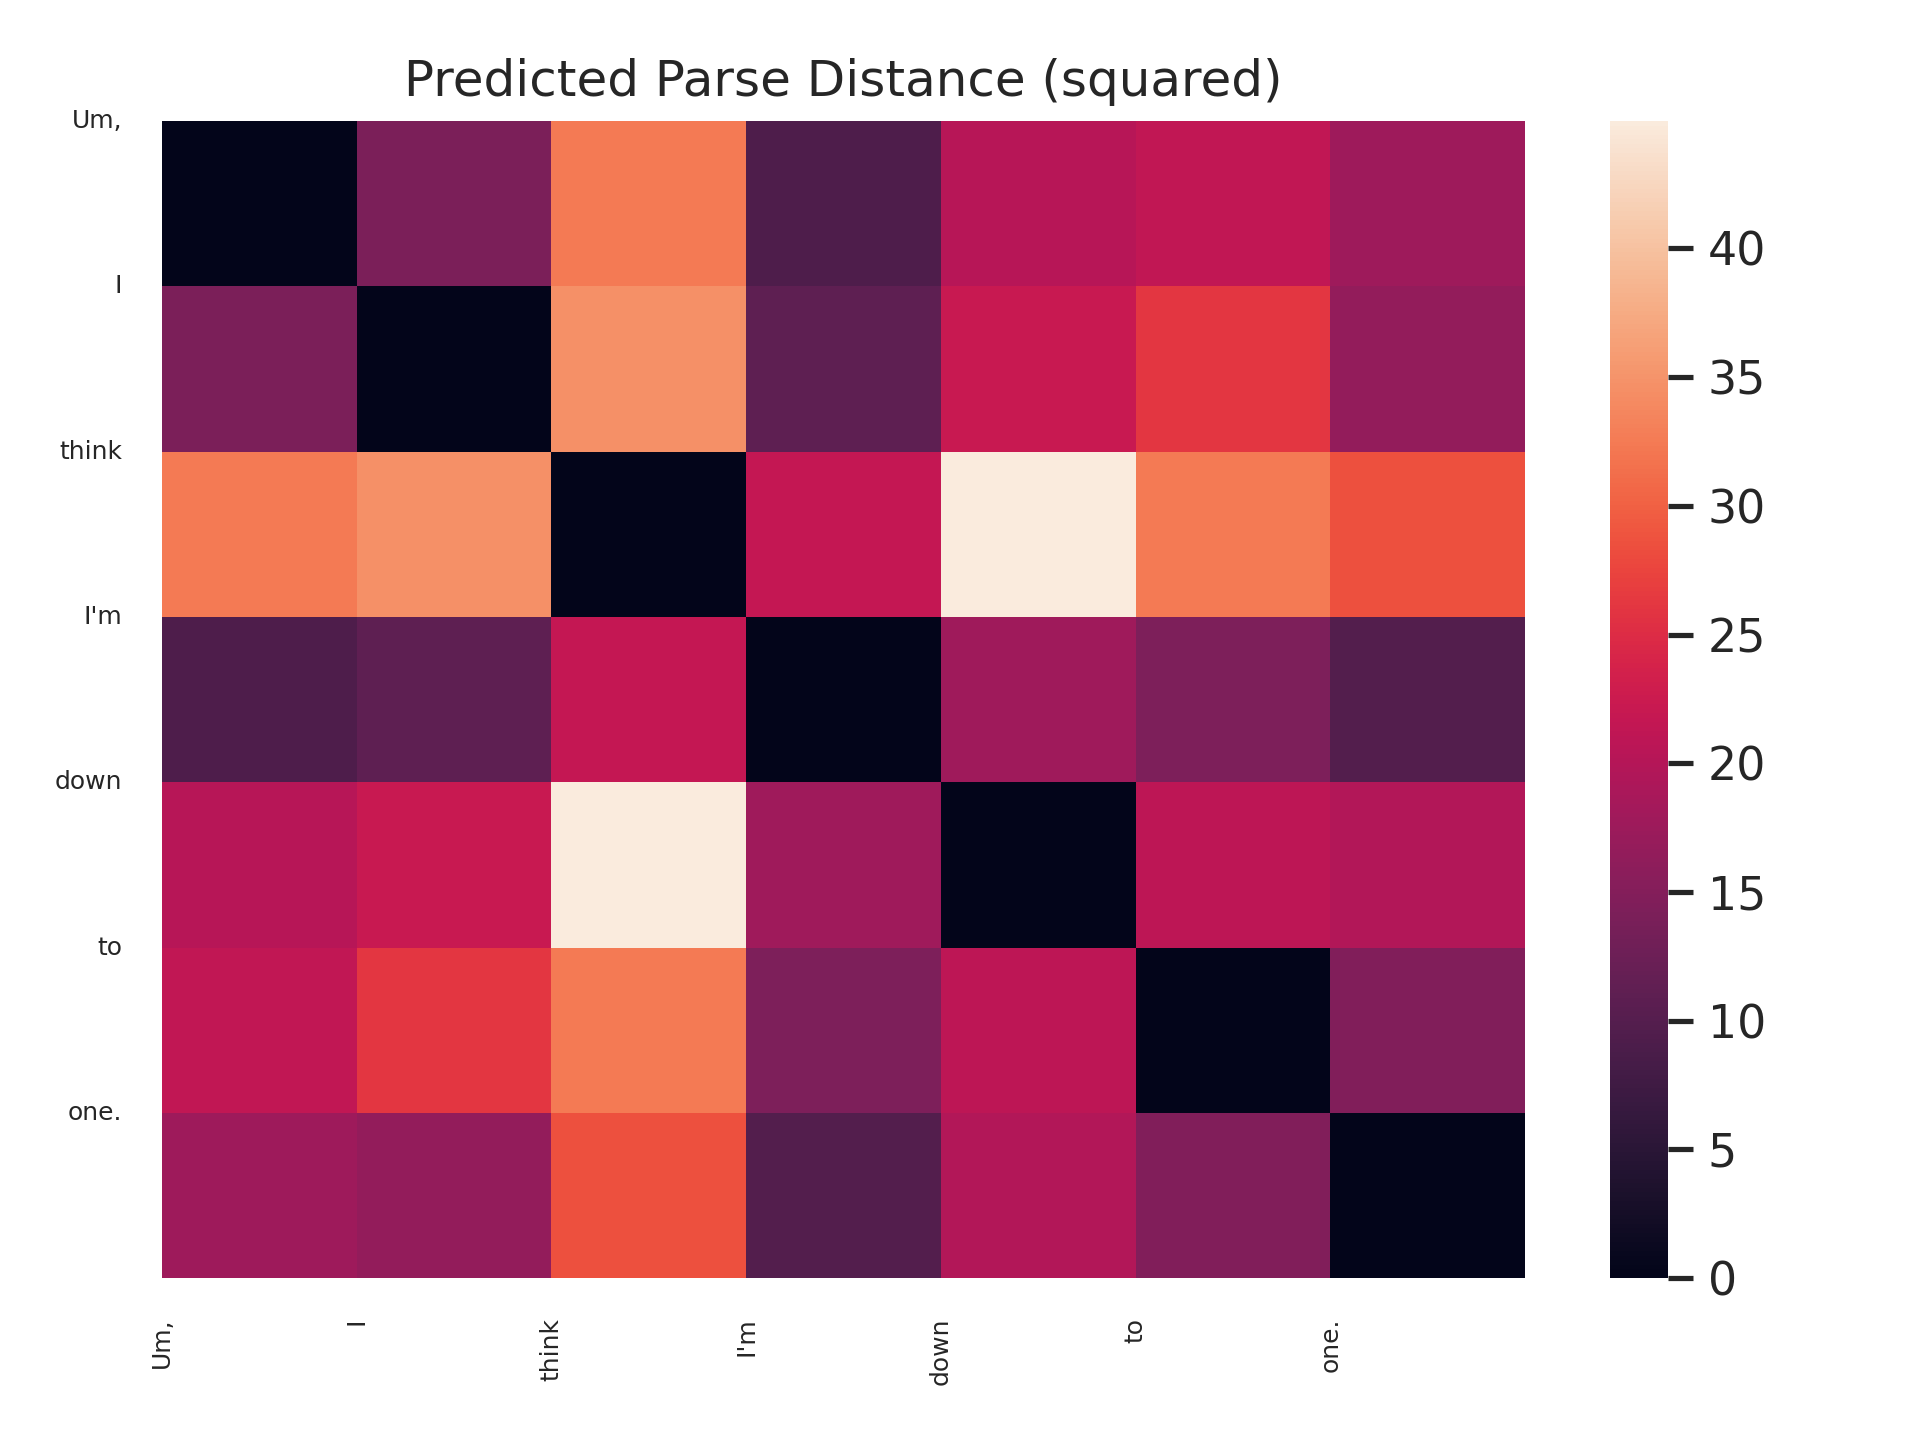 Predicted Parse Distance (squared)
Um,
I
think
I'm
down
to
one.
Um,
I
think
I'm
down
to
one.
40
35
30
25
20
15
10
5
0